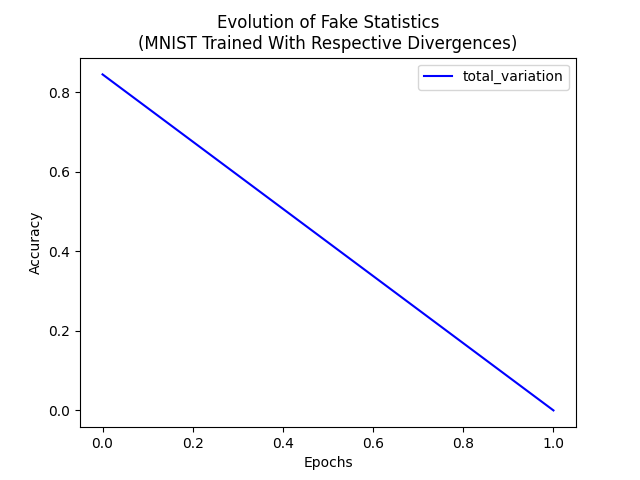 Evolution of Fake Statistics
(MNIST Trained With Respective Divergences)
total_variation
0.8
0.6
0.4
0.2
0.0
Accuracy
0.0 0.2 0.4 0.6 0.8 1.0
Epochs